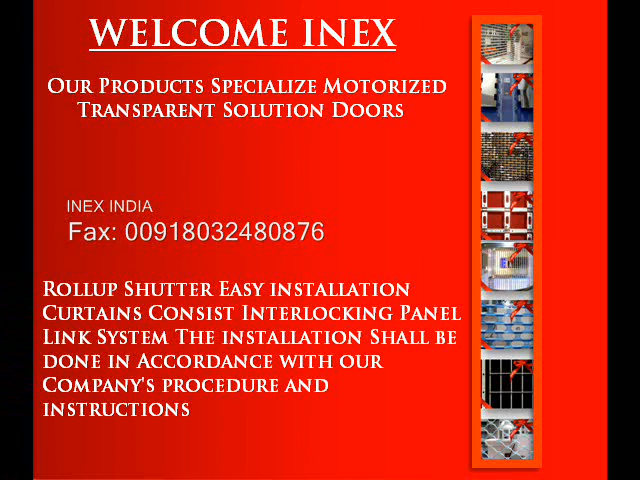 WELCOME INEX
OUR PRODUCTS SPECIALIZE MOTORIZED
TRANSPARENT SOLUTION DOORS
INEX INDIA
Fax: 00918032480876
ROLLUP SHUTTER EASY INSTALLATION
CURTAINS CONSIST INTERLOCKING PANEL
LINK SYSTEM THE INSTALLATION SHALL BE
DONE IN ACCORDANCE WITH OUR
COMPANY'S PROCEDURE AND
INSTRUCTIONS